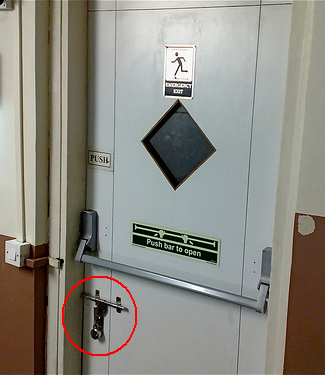 EMERGENCY
EXIT
PUSH
Push bar to open